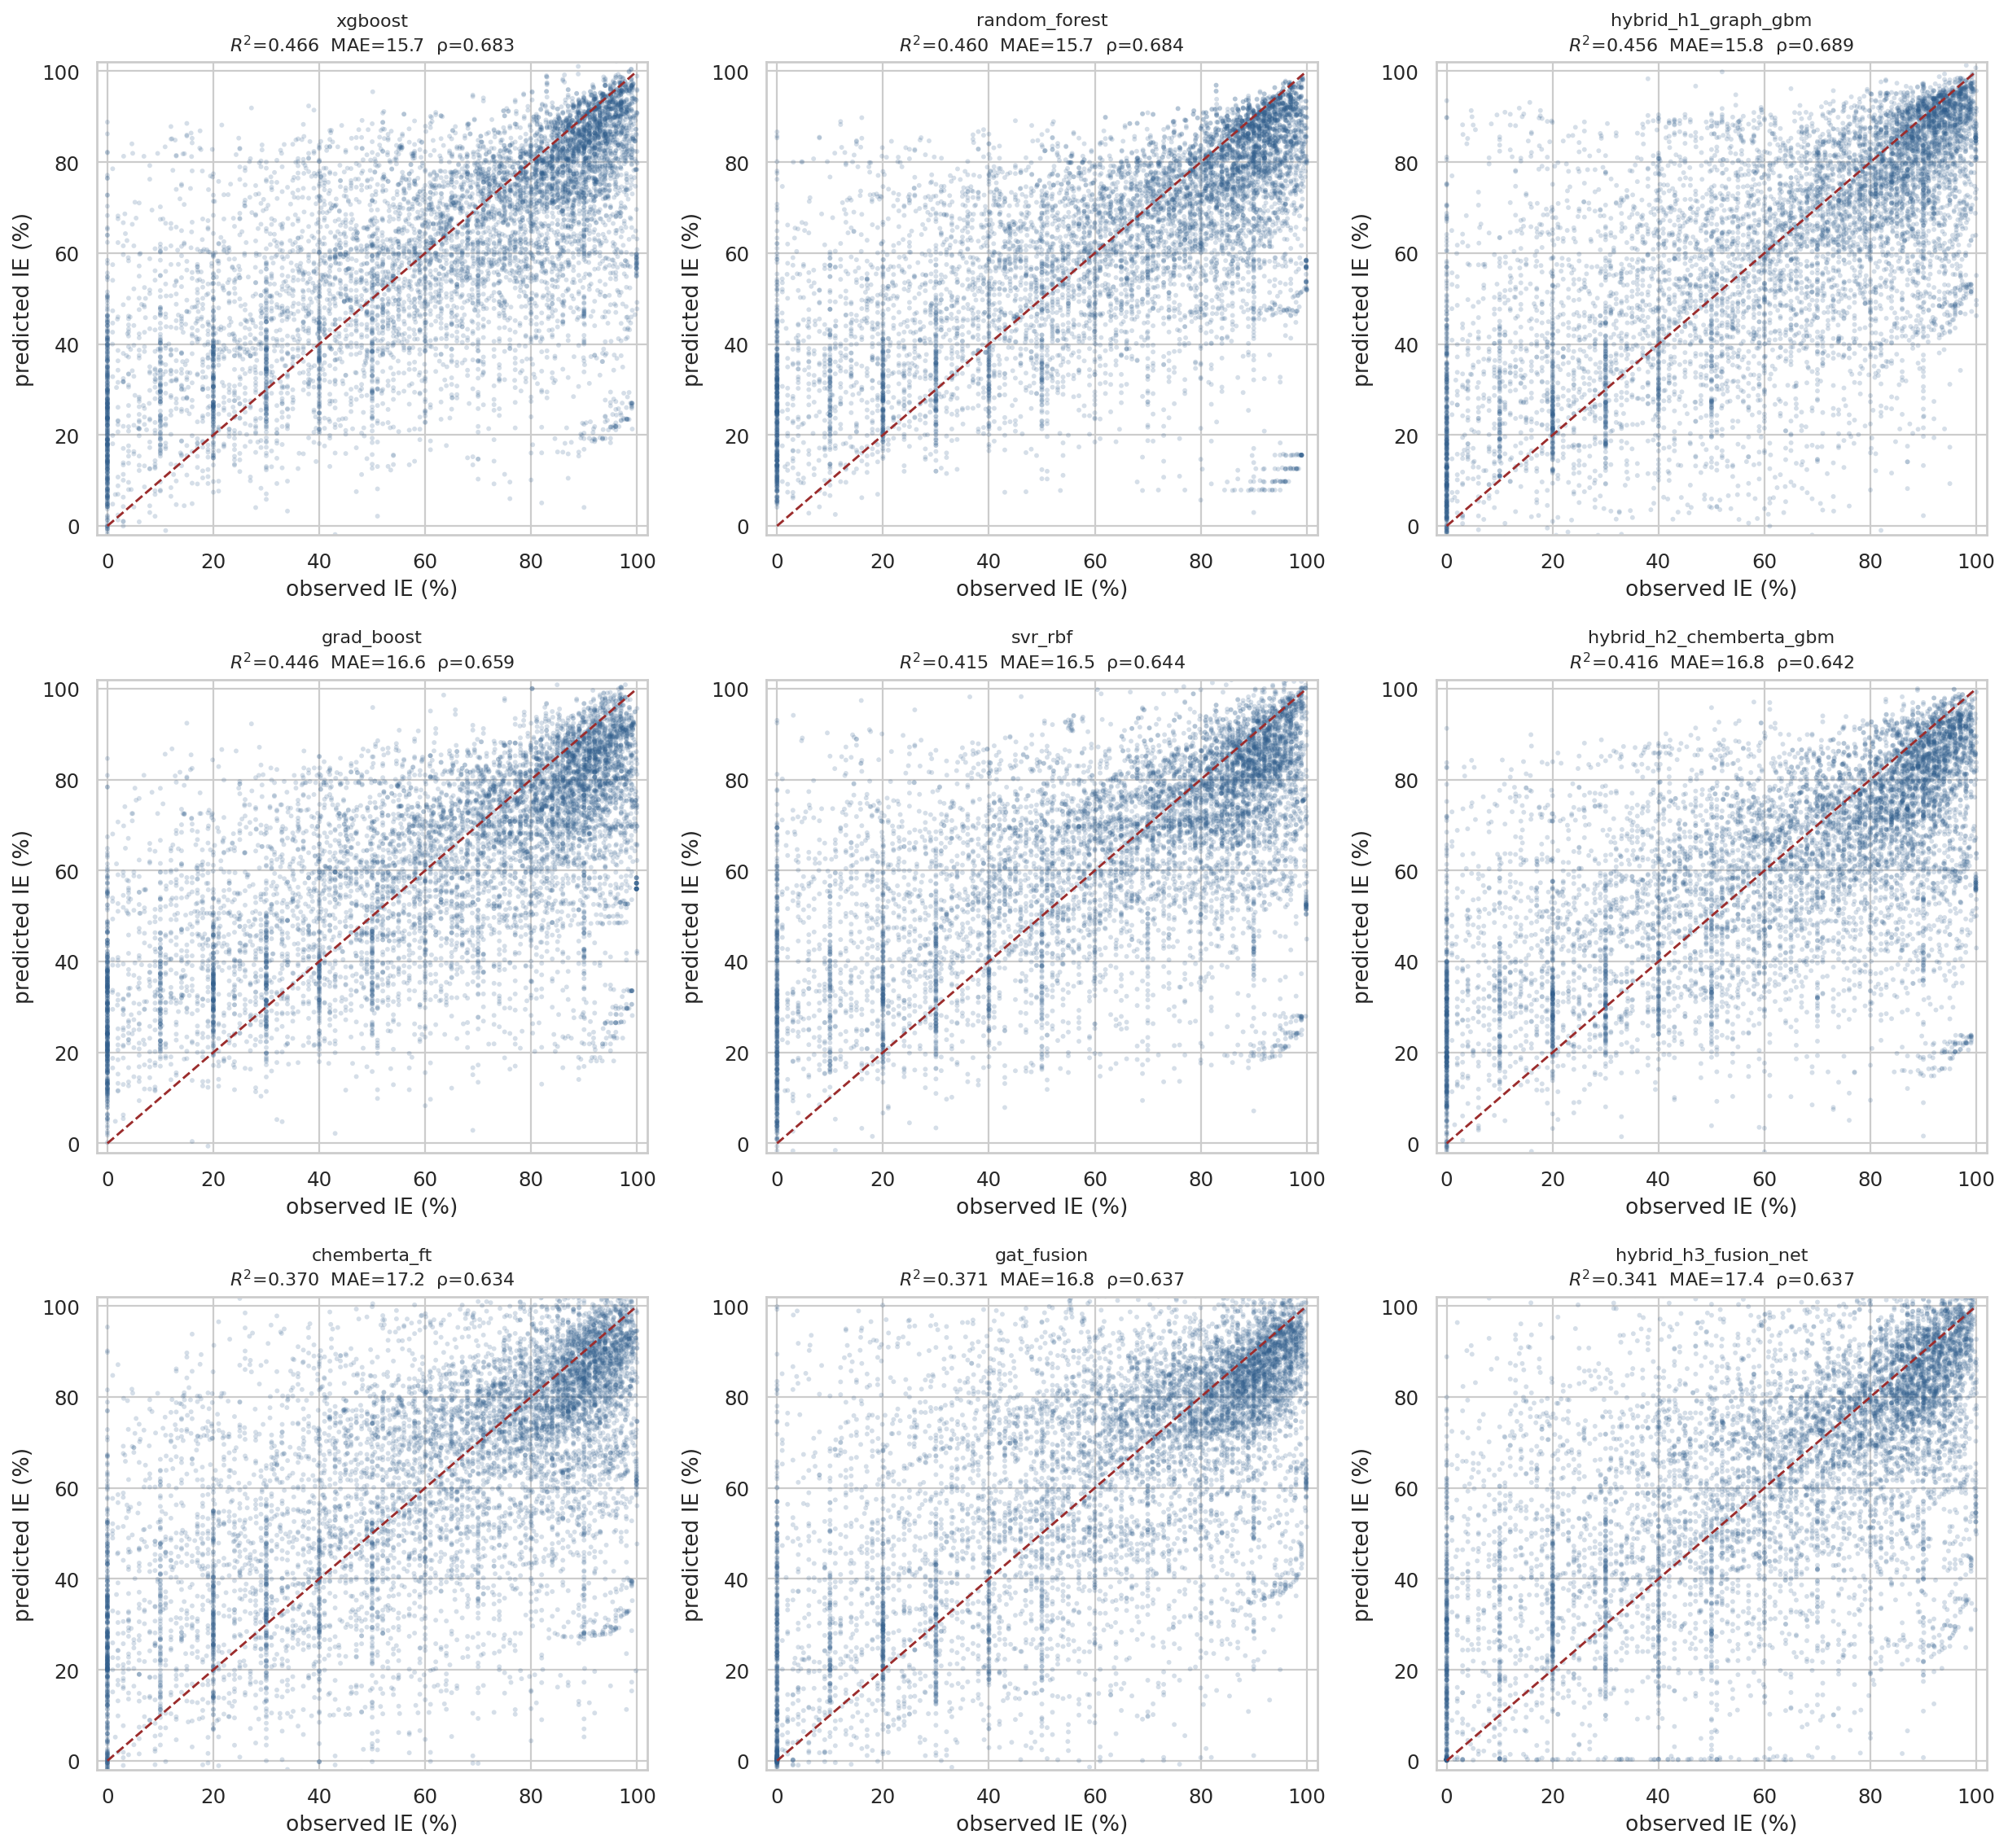 xgboost
R²=0.466 MAE=15.7 ρ=0.683
100
80
60
40
20
0
predicted IE (%)
0 20 40 60 80 100
observed IE (%)
random_forest
R²=0.460 MAE=15.7 ρ=0.684
100
80
60
40
20
0
predicted IE (%)
0 20 40 60 80 100
observed IE (%)
hybrid_h1_graph_gbm
R²=0.456 MAE=15.8 ρ=0.689
100
80
60
40
20
0
predicted IE (%)
0 20 40 60 80 100
observed IE (%)
grad_boost
R²=0.446 MAE=16.6 ρ=0.659
100
80
60
40
20
0
predicted IE (%)
0 20 40 60 80 100
observed IE (%)
svr_rbf
R²=0.415 MAE=16.5 ρ=0.644
100
80
60
40
20
0
predicted IE (%)
0 20 40 60 80 100
observed IE (%)
hybrid_h2_chemberta_gbm
R²=0.416 MAE=16.8 ρ=0.642
100
80
60
40
20
0
predicted IE (%)
0 20 40 60 80 100
observed IE (%)
chemberta_ft
R²=0.370 MAE=17.2 ρ=0.634
100
80
60
40
20
0
predicted IE (%)
0 20 40 60 80 100
observed IE (%)
gat_fusion
R²=0.371 MAE=16.8 ρ=0.637
100
80
60
40
20
0
predicted IE (%)
0 20 40 60 80 100
observed IE (%)
hybrid_h3_fusion_net
R²=0.341 MAE=17.4 ρ=0.637
100
80
60
40
20
0
predicted IE (%)
0 20 40 60 80 100
observed IE (%)